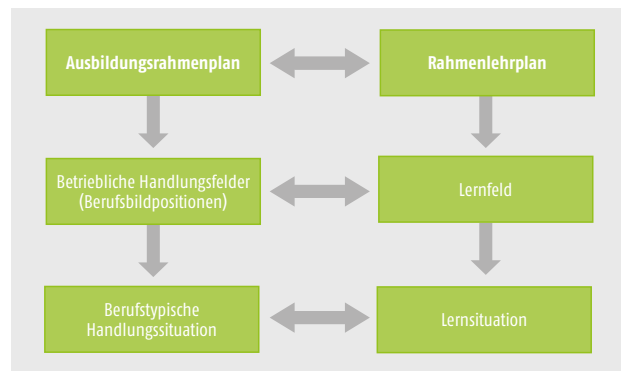 Ausbildungsrahmenplan
Rahmenlehrplan
Betriebliche Handlungsfelder
(Berufsbildpositionen)
Lernfeld
Berufstypische
Handlungssituation
Lernsituation